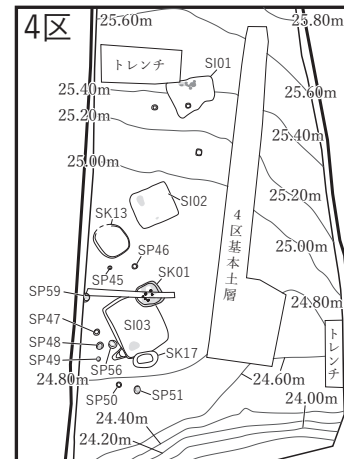 4区
25.60m
25.80m
トレンチ
SI01
25.40m
25.60m
25.20m
25.40m
25.00m
SI02
25.20m
SK13
4区基本土層
SP46
25.00m
SP45
SK01
SP59
24.80m
SP47
SI03
SP48
トレンチ
SP49
SP56
SK17
24.80m
24.60m
SP50
SP51
24.00m
24.40m
24.20m